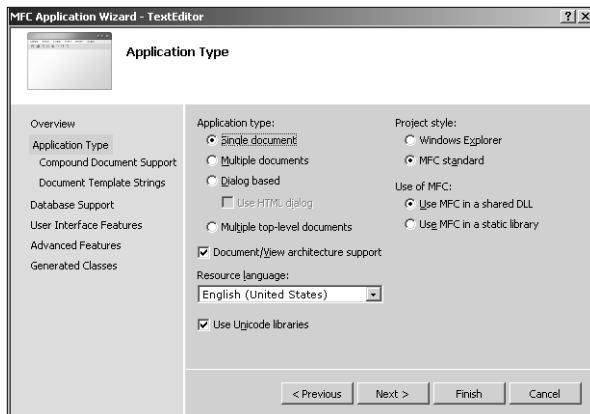 MFC Application Wizard - TextEditor
Application Type
Overview
Application Type
Compound Document Support
Document Template Strings
Database Support
User Interface Features
Advanced Features
Generated Classes
Application type:
Single document
Multiple documents
Dialog based
Use HTML dialog
Multiple top-level documents
Document/View architecture support
Resource language:
English (United States)
Use Unicode libraries
Project style:
Windows Explorer
MFC standard
Use of MFC:
Use MFC in a shared DLL
Use MFC in a static library
< Previous
Next >
Finish
Cancel